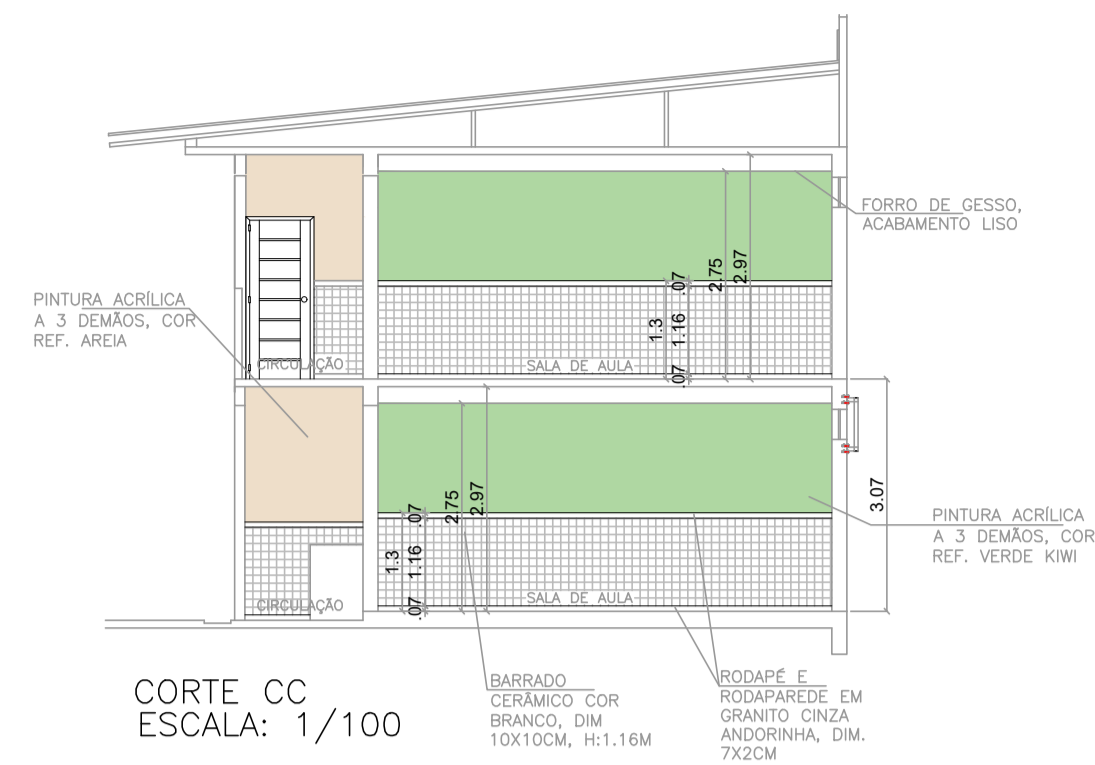 FORRO DE GESSO,
ACABAMENTO LISO
PINTURA ACRÍLICA
A 3 DEMÃOS, COR
REF. AREIA
2.75
2.97
.07
1.3
1.16
.07
CIRCULAÇÃO
SALA DE AULA
3.07
2.75
2.97
.07
1.3
1.16
.07
CIRCULAÇÃO
SALA DE AULA
PINTURA ACRÍLICA
A 3 DEMÃOS, COR
REF. VERDE KIWI
BARRADO
CERÂMICO COR
BRANCO, DIM
10X10CM, H:1.16M
RODAPÉ E
RODAPAREDE EM
GRANITO CINZA
ANDORINHA, DIM.
7X2CM
CORTE CC
ESCALA: 1/100